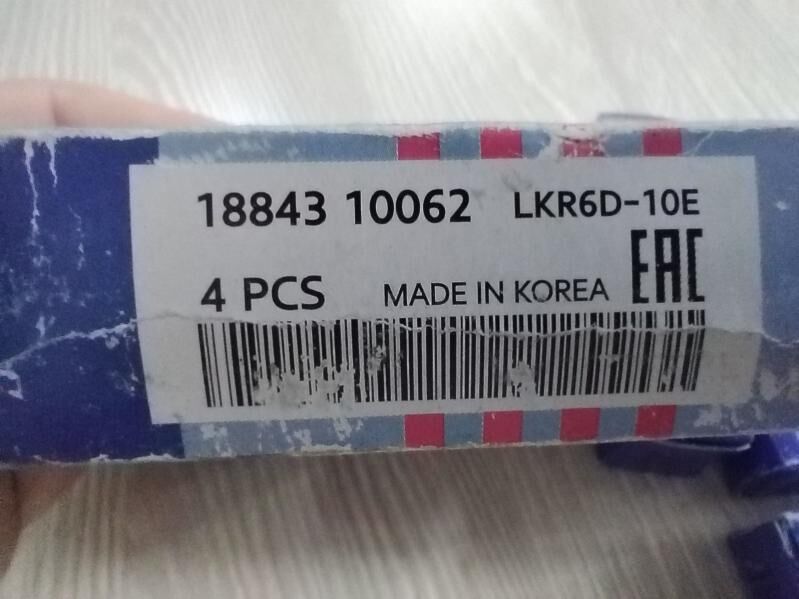 18843 10062 LKR6D-10E
4 PCS MADE IN KOREA EAC